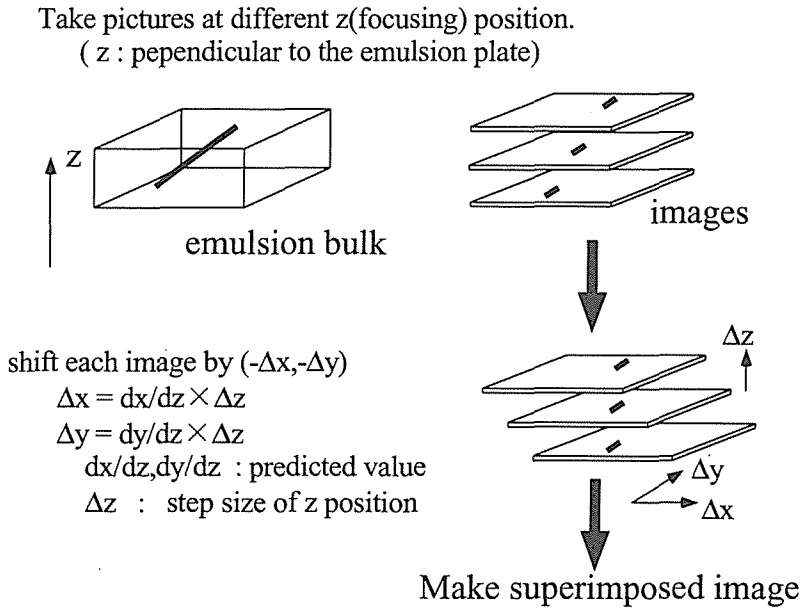 Take pictures at different z(focusing) position.
( z : pependicular to the emulsion plate)
z
emulsion bulk
images
shift each image by (-Δx,-Δy)
Δx = dx/dz×Δz
Δy = dy/dz×Δz
dx/dz,dy/dz : predicted value
Δz : step size of z position
Δz
Δy
Δx
Make superimposed image